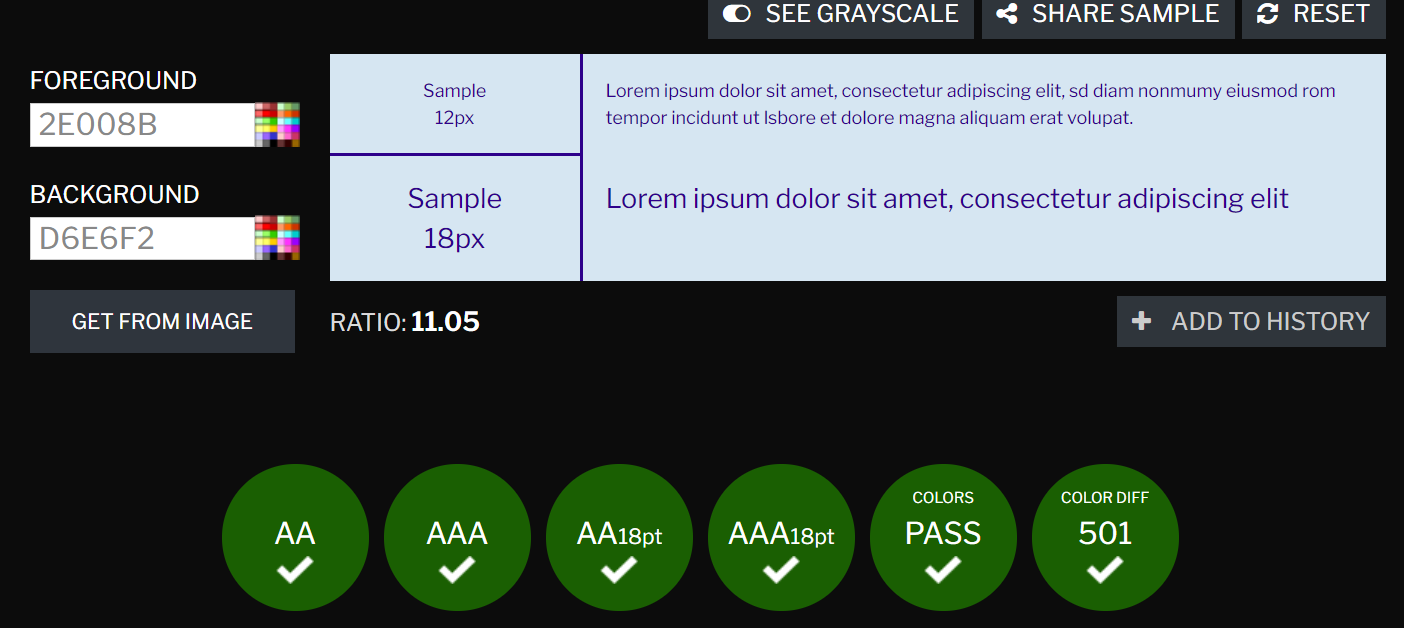 SEE GRAYSCALE
SHARE SAMPLE
RESET
FOREGROUND
2E008B
BACKGROUND
D6E6F2
GET FROM IMAGE
Sample
12px
Lorem ipsum dolor sit amet, consectetur adipiscing elit, sd diam nonmumy eiusmod rom
tempor incidunt ut lsbore et dolore magna aliquam erat volupat.
Sample
18px
Lorem ipsum dolor sit amet, consectetur adipiscing elit
RATIO: 11.05
ADD TO HISTORY
AA
AAA
AA18pt
AAA18pt
COLORS
PASS
COLOR DIFF
501